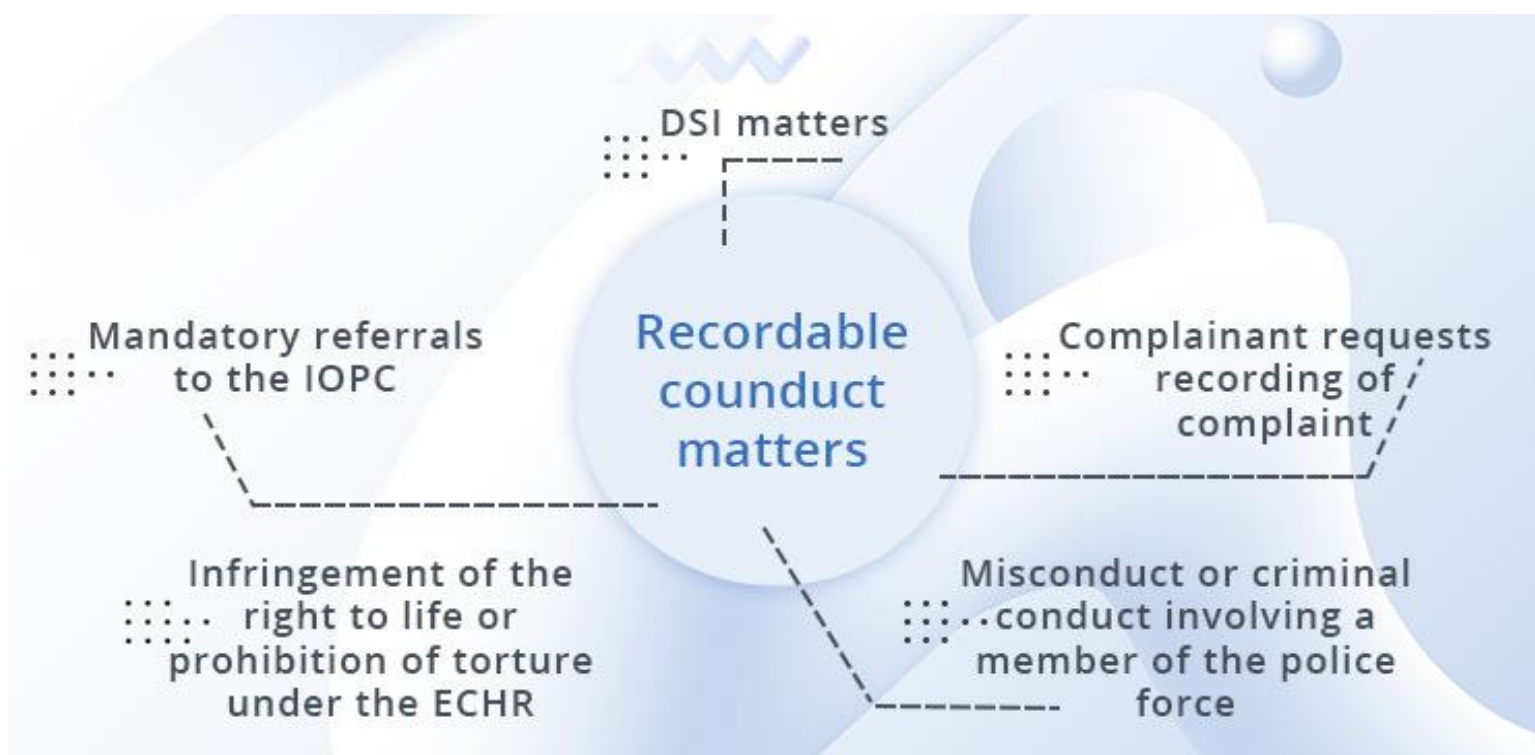 DSI matters
Mandatory referrals
to the IOPC
Recordable
counduct
matters
Complainant requests
recording of
complaint
Infringement of the
right to life or
prohibition of torture
under the ECHR
Misconduct or criminal
conduct involving a
member of the police
force